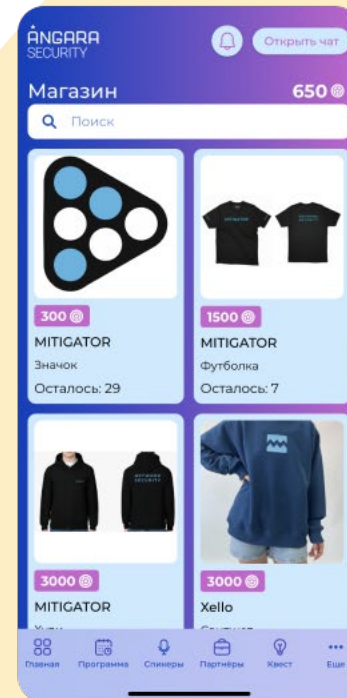 ANGARA
SECURITY
Открыть чат
Магазин
650
Поиск
300
MITIGATOR
Значок
Осталось: 29
MITIGATOR
1500
MITIGATOR
Футболка
Осталось: 7
3000
MITIGATOR
3000
Xello
Главная
Программа
Спикеры
Партнёры
Квест
Еще